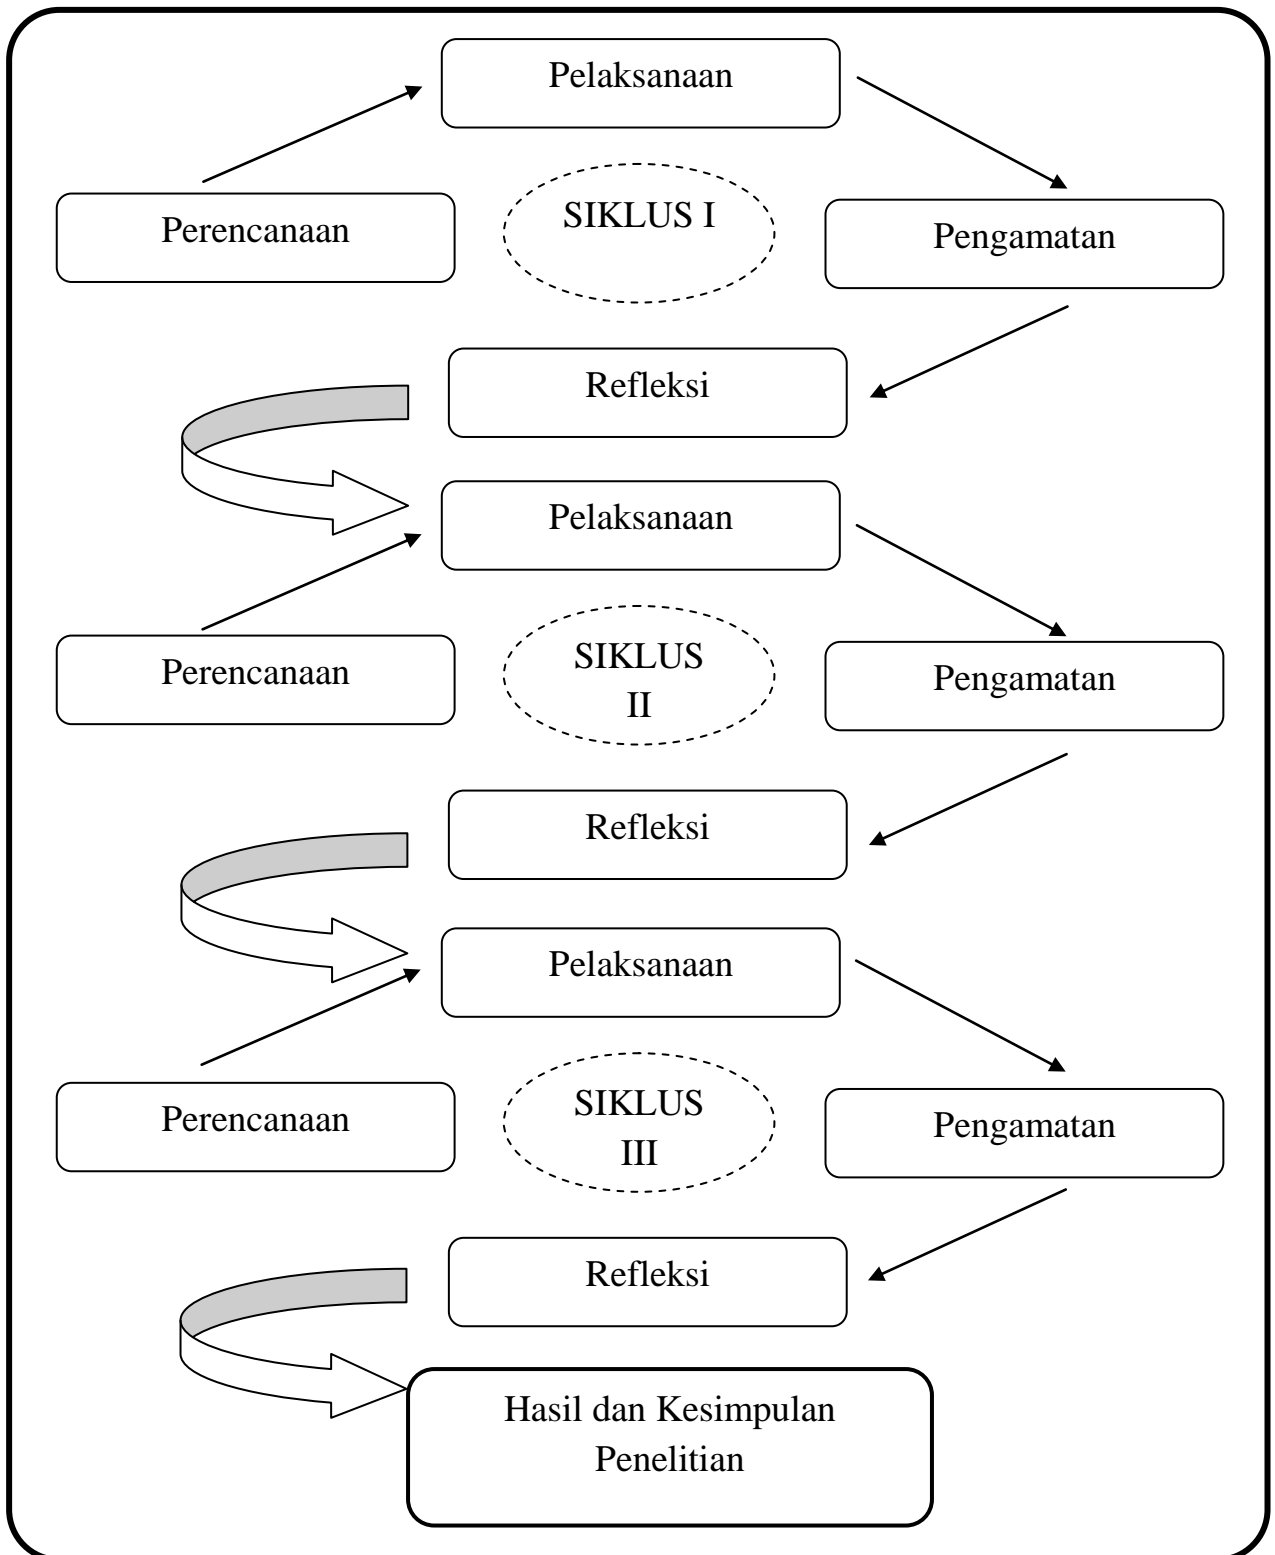 Pelaksanaan
Perencanaan
SIKLUS I
Pengamatan
Refleksi
Pelaksanaan
Perencanaan
SIKLUS
II
Pengamatan
Refleksi
Pelaksanaan
Perencanaan
SIKLUS
III
Pengamatan
Refleksi
Hasil dan Kesimpulan
Penelitian